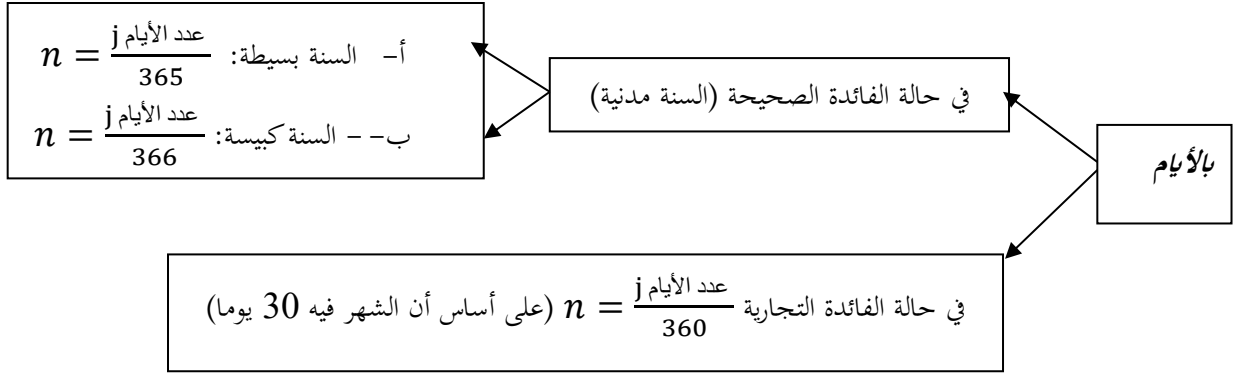 بالأيام
في حالة الفائدة الصحيحة (السنة مدنية)
أ- السنة بسيطة: n = عدد الأيام j / 365
ب- - السنة كبيسة: n = عدد الأيام j / 366
في حالة الفائدة التجارية n = عدد الأيام j / 360 (على أساس أن الشهر فيه 30 يوما)